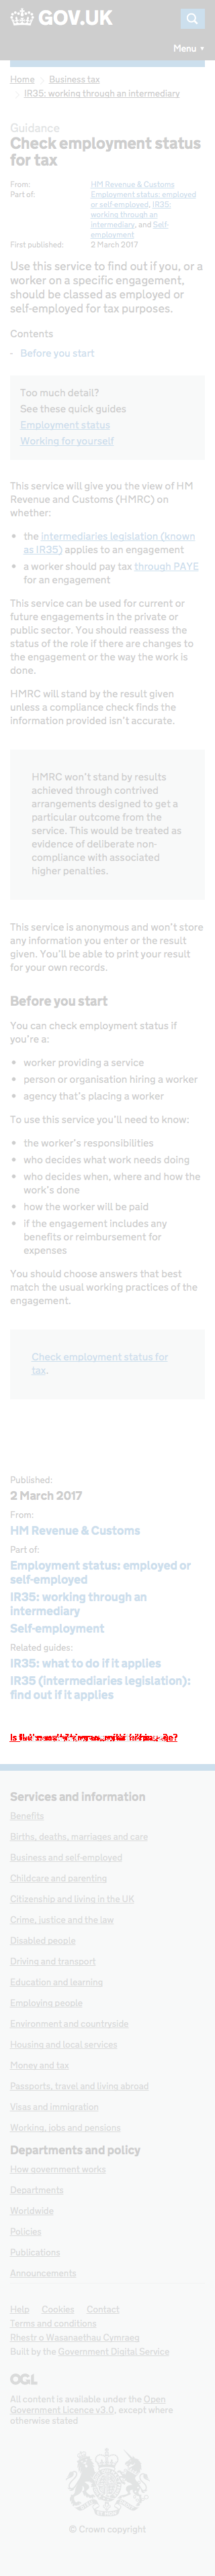 GOV.UK
Menu
Home Business tax
IR35: working through an intermediary
Guidance
Check employment status
for tax
From: HM Revenue & Customs
Part of: Employment status: employed
or self-employed, IR35:
working through an
intermediary, and Self-
employment
First published: 2 March 2017
Use this service to find out if you, or a
worker on a specific engagement,
should be classed as employed or
self-employed for tax purposes.
Contents
- Before you start
Too much detail?
See these quick guides
Employment status
Working for yourself
This service will give you the view of HM
Revenue and Customs (HMRC) on
whether:
• the intermediaries legislation (known
as IR35) applies to an engagement
• a worker should pay tax through PAYE
for an engagement
This service can be used for current or
future engagements in the private or
public sector. You should reassess the
status of the role if there are changes to
the engagement or the way the work is
done.
HMRC will stand by the result given
unless a compliance check finds the
information provided isn't accurate.
HMRC won't stand by results
achieved through contrived
arrangements designed to get a
particular outcome from the
service. This would be treated as
evidence of deliberate non-
compliance with associated
higher penalties.
This service is anonymous and won't store
any information you enter or the result
given. You'll be able to print your result
for your own records.
Before you start
You can check employment status if
you're a:
• worker providing a service
• person or organisation hiring a worker
• agency that's placing a worker
To use this service you'll need to know:
• the worker's responsibilities
• who decides what work needs doing
• who decides when, where and how the
work's done
• how the worker will be paid
• if the engagement includes any
benefits or reimbursement for
expenses
You should choose answers that best
match the usual working practices of the
engagement.
Check employment status for
tax.
Published:
2 March 2017
From:
HM Revenue & Customs
Part of:
Employment status: employed or
self-employed
IR35: working through an
intermediary
Self-employment
Related guides:
IR35: what to do if it applies
IR35 (intermediaries legislation):
find out if it applies
Services and information
Benefits
Births, deaths, marriages and care
Business and self-employed
Childcare and parenting
Citizenship and living in the UK
Crime, justice and the law
Disabled people
Driving and transport
Education and learning
Employing people
Environment and countryside
Housing and local services
Money and tax
Passports, travel and living abroad
Visas and immigration
Working, jobs and pensions
Departments and policy
How government works
Departments
Worldwide
Policies
Publications
Announcements
Help Cookies Contact
Terms and conditions
Rhestr o Wasanaethau Cymraeg
Built by the Government Digital Service
OGL
All content is available under the Open
Government Licence v3.0, except where
otherwise stated
© Crown copyright